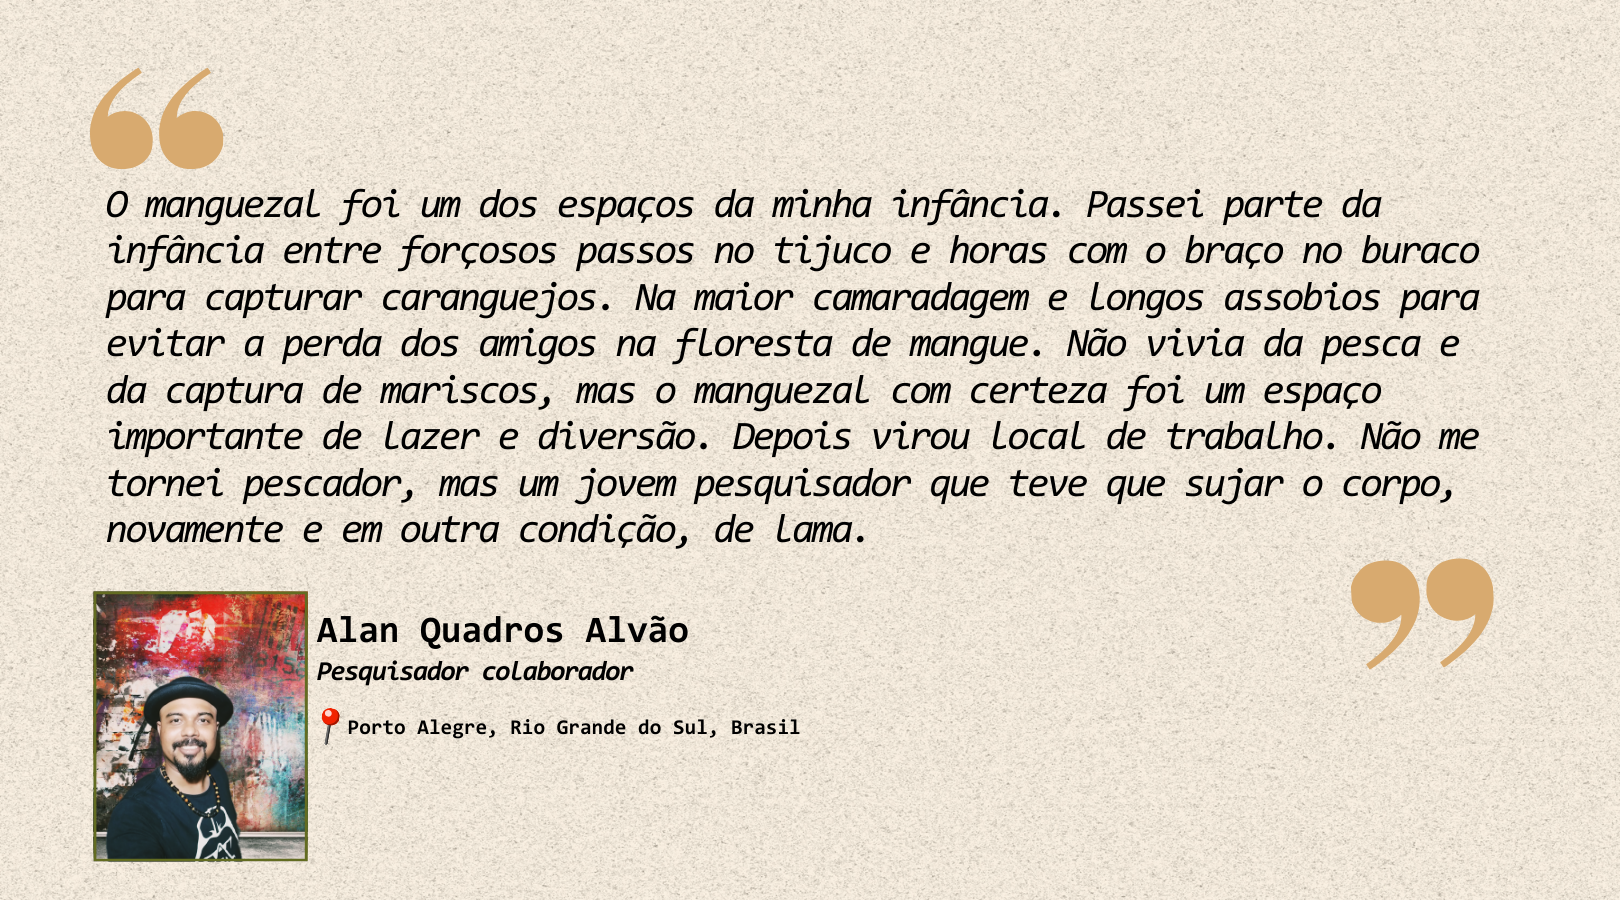 “
O manguezal foi um dos espaços da minha infância. Passei parte da
infância entre forçosos passos no tijuco e horas com o braço no buraco
para capturar caranguejos. Na maior camaradagem e longos assobios para
evitar a perda dos amigos na floresta de mangue. Não vivia da pesca e
da captura de mariscos, mas o manguezal com certeza foi um espaço
importante de lazer e diversão. Depois virou local de trabalho. Não me
tornei pescador, mas um jovem pesquisador que teve que sujar o corpo,
novamente e em outra condição, de lama.
”
Alan Quadros Alvão
Pesquisador colaborador
📍Porto Alegre, Rio Grande do Sul, Brasil